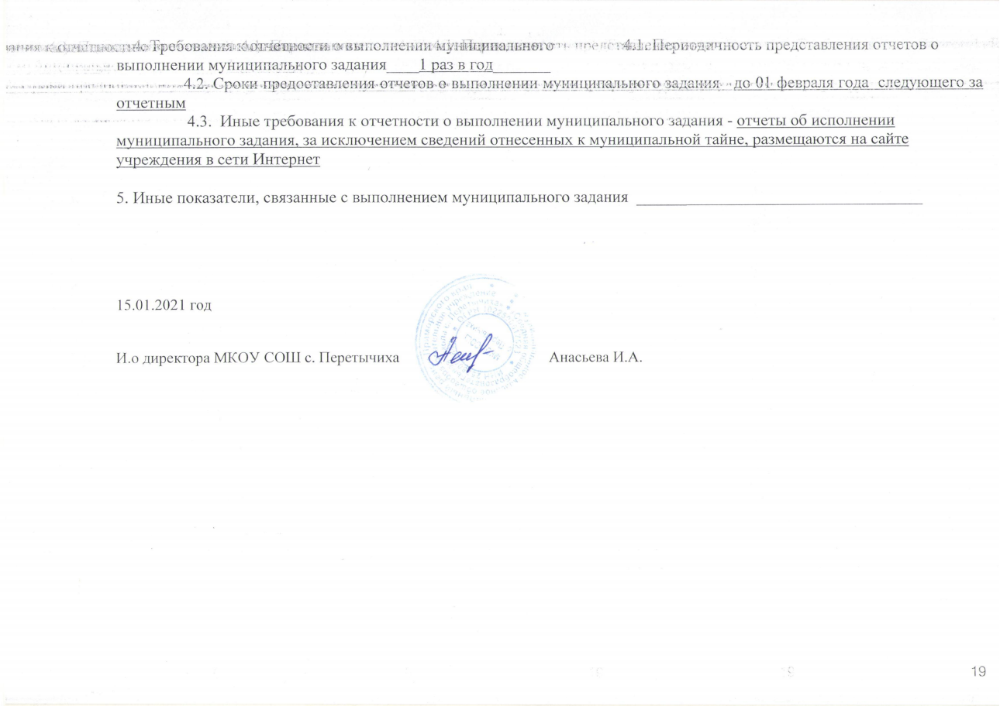 4. Требования к отчетности о выполнении муниципального 4.1. Периодичность представления отчетов о
выполнении муниципального задания____1 раз в год_______
4.2. Сроки предоставления отчетов о выполнении муниципального задания - до 01 февраля года следующего за
отчетным
4.3. Иные требования к отчетности о выполнении муниципального задания - отчеты об исполнении
муниципального задания, за исключением сведений отнесенных к муниципальной тайне, размещаются на сайте
учреждения в сети Интернет
5. Иные показатели, связанные с выполнением муниципального задания ___________________________________
15.01.2021 год
И.о директора МКОУ СОШ с. Перетычиха Анасьева И.А.
19